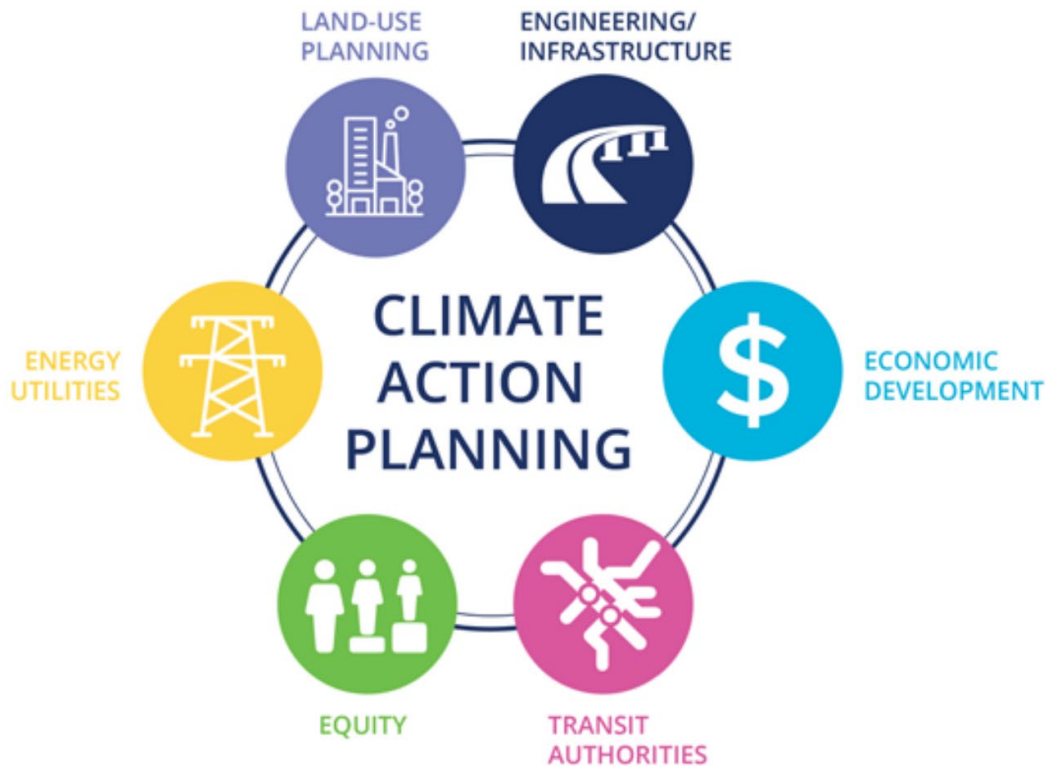 LAND-USE
PLANNING
ENGINEERING/
INFRASTRUCTURE
CLIMATE
ACTION
PLANNING
ENERGY
UTILITIES
$
ECONOMIC
DEVELOPMENT
EQUITY
TRANSIT
AUTHORITIES